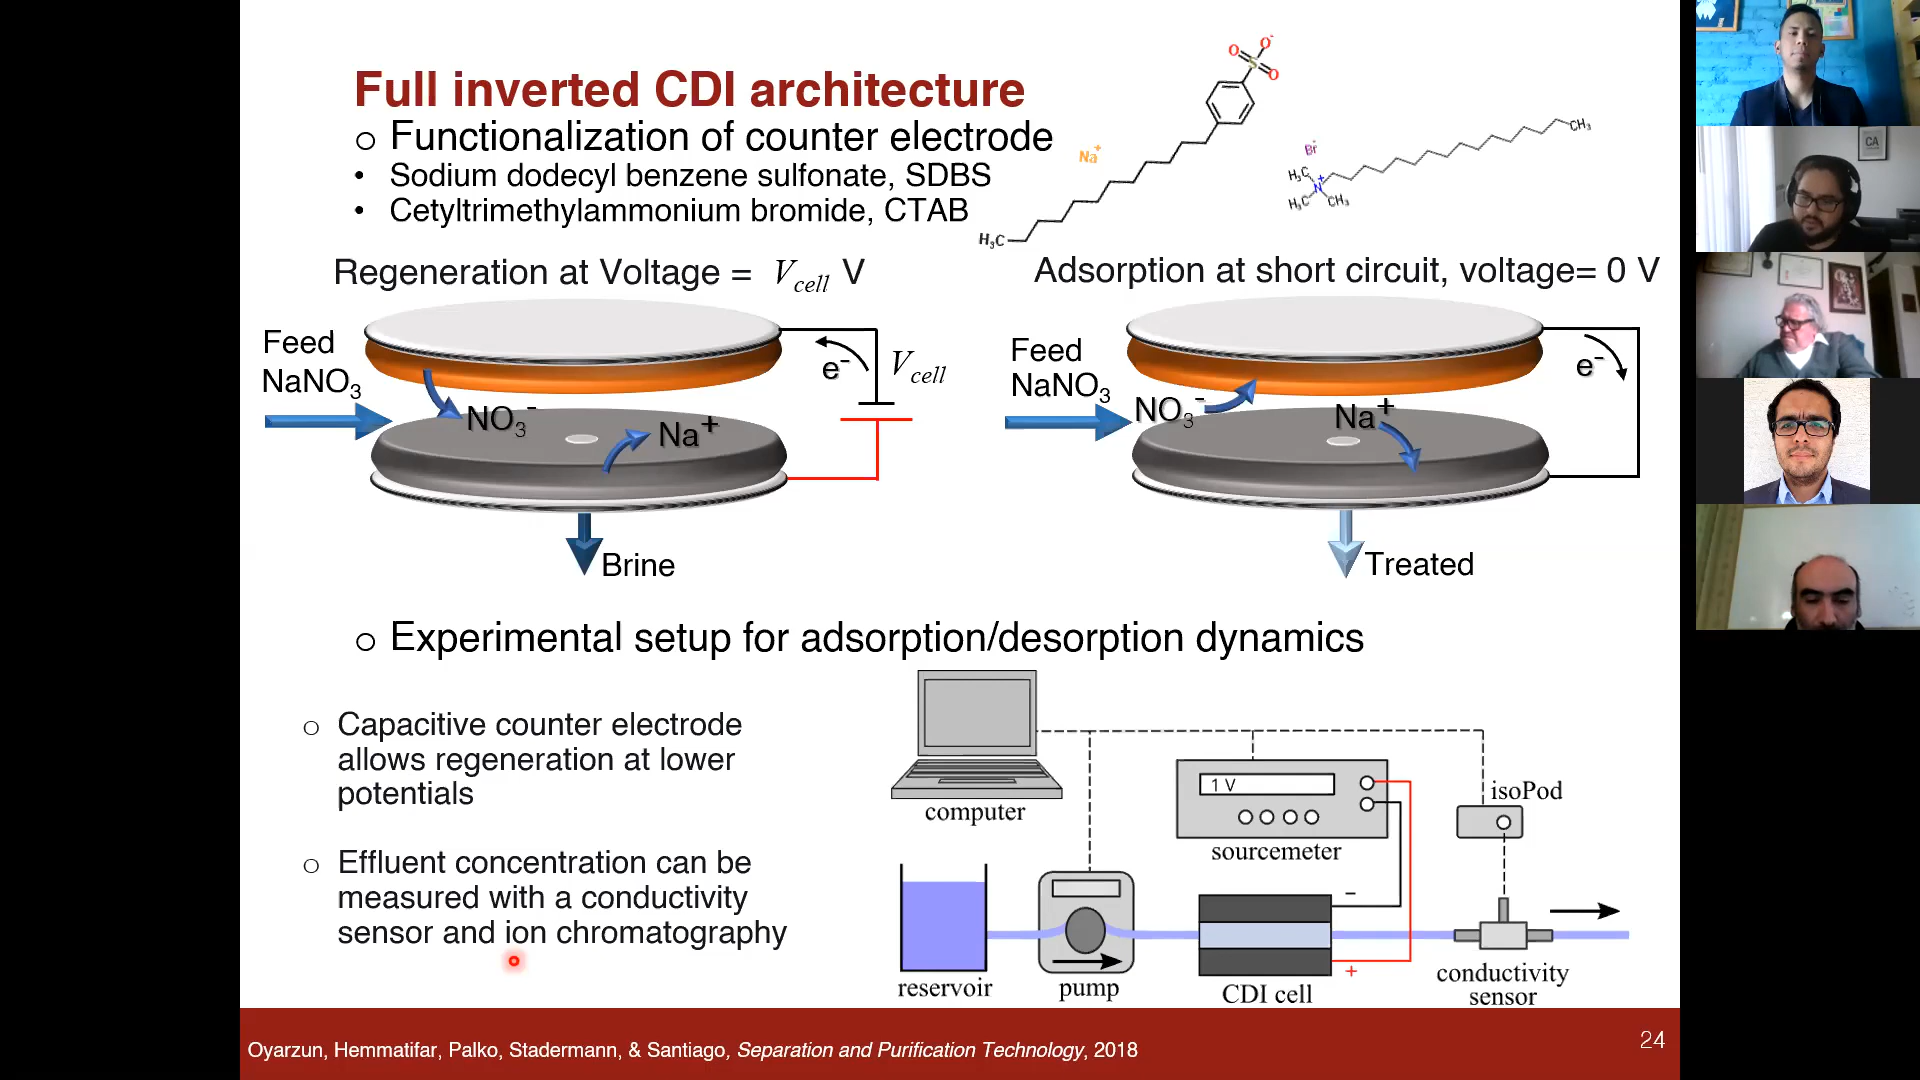 Full inverted CDI architecture
o Functionalization of counter electrode
• Sodium dodecyl benzene sulfonate, SDBS
• Cetyltrimethylammonium bromide, CTAB
Na+
H3C
O
O-
S
O
Br-
H3C
N+
H3C
CH3
CH3
CA
Regeneration at Voltage = Vcell V
Feed
NaNO3
NO3-
Na+
e-
Vcell
Brine
Adsorption at short circuit, voltage= 0 V
Feed
NaNO3
NO3-
Na+
e-
Treated
o Experimental setup for adsorption/desorption dynamics
o Capacitive counter electrode
allows regeneration at lower
potentials
o Effluent concentration can be
measured with a conductivity
sensor and ion chromatography
computer
1 V
sourcemeter
isoPod
reservoir
pump
−
+
CDI cell
conductivity
sensor
Oyarzun, Hemmatifar, Palko, Stadermann, & Santiago, Separation and Purification Technology, 2018
24